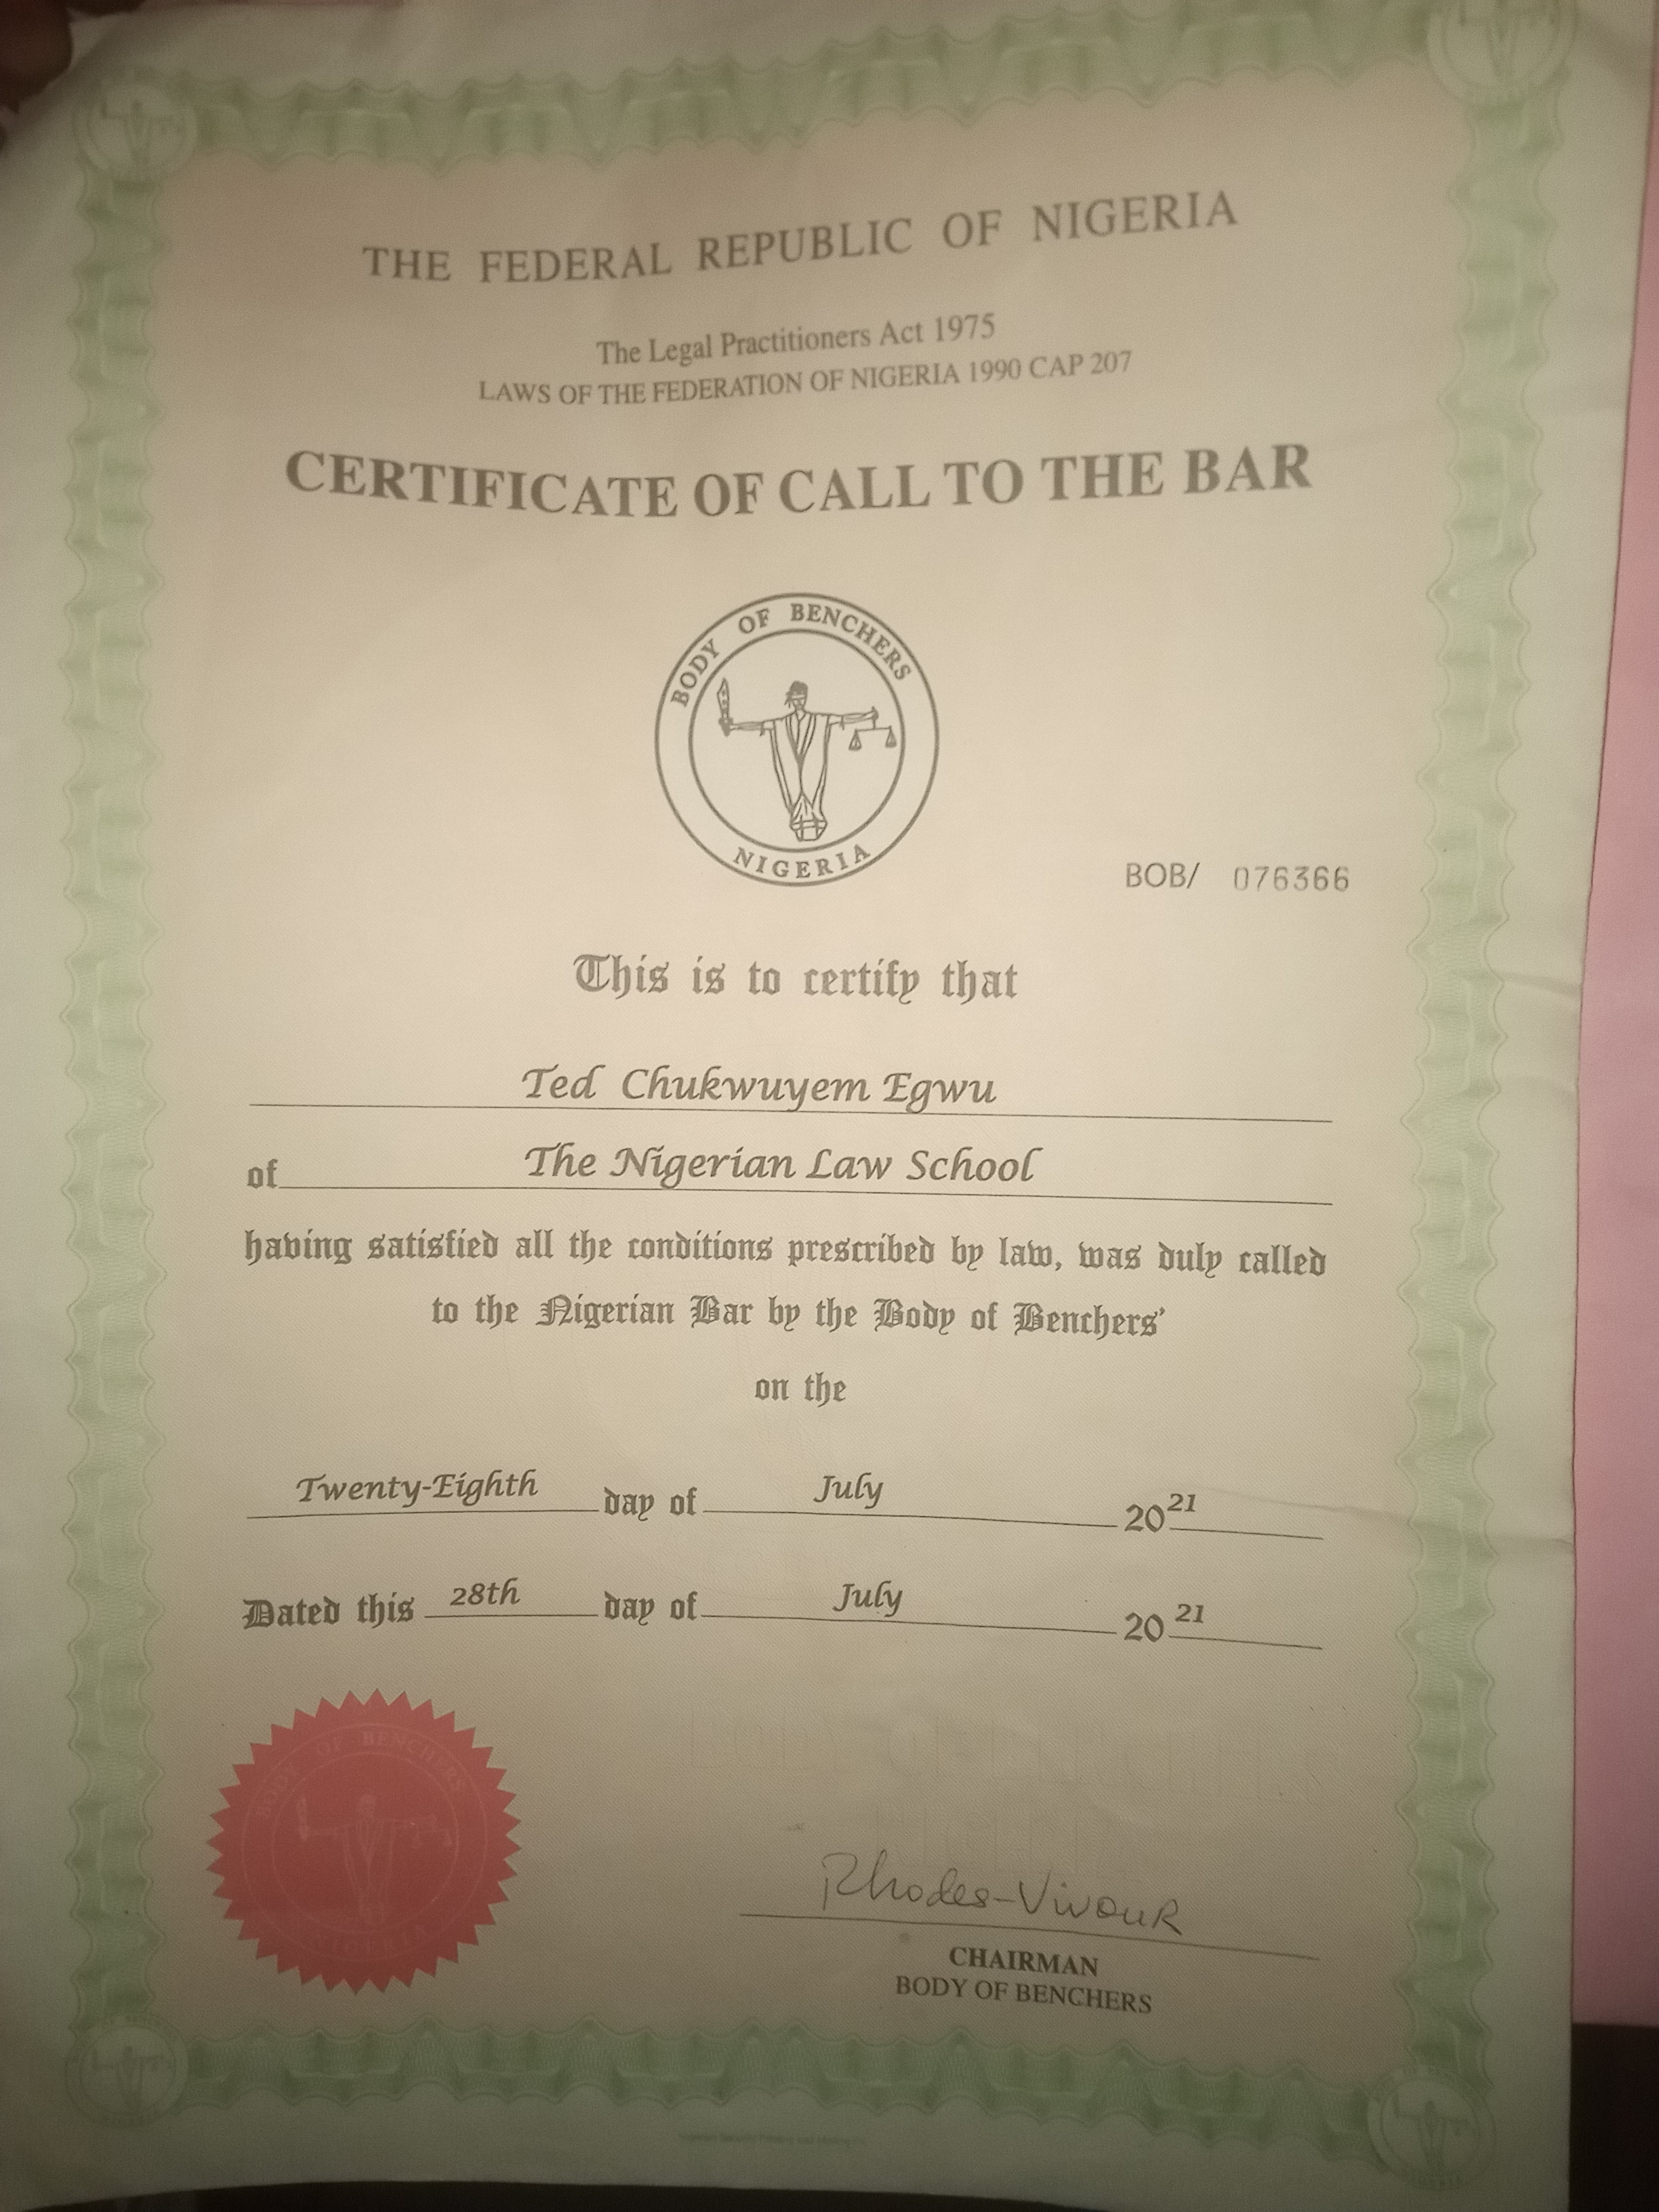 THE FEDERAL REPUBLIC OF NIGERIA
The Legal Practitioners Act 1975
LAWS OF THE FEDERATION OF NIGERIA 1990 CAP 207
CERTIFICATE OF CALL TO THE BAR
BODY OF BENCHERS
NIGERIA
BOB/ 076366
This is to certify that
Ted Chukwuyem Egwu
of The Nigerian Law School
having satisfied all the conditions prescribed by law, was duly called
to the Nigerian Bar by the Body of Benchers'
on the
Twenty-Eighth day of July 2021
Dated this 28th day of July 2021
BODY OF BENCHERS
NIGERIA
Rhodes-Vivour
CHAIRMAN
BODY OF BENCHERS